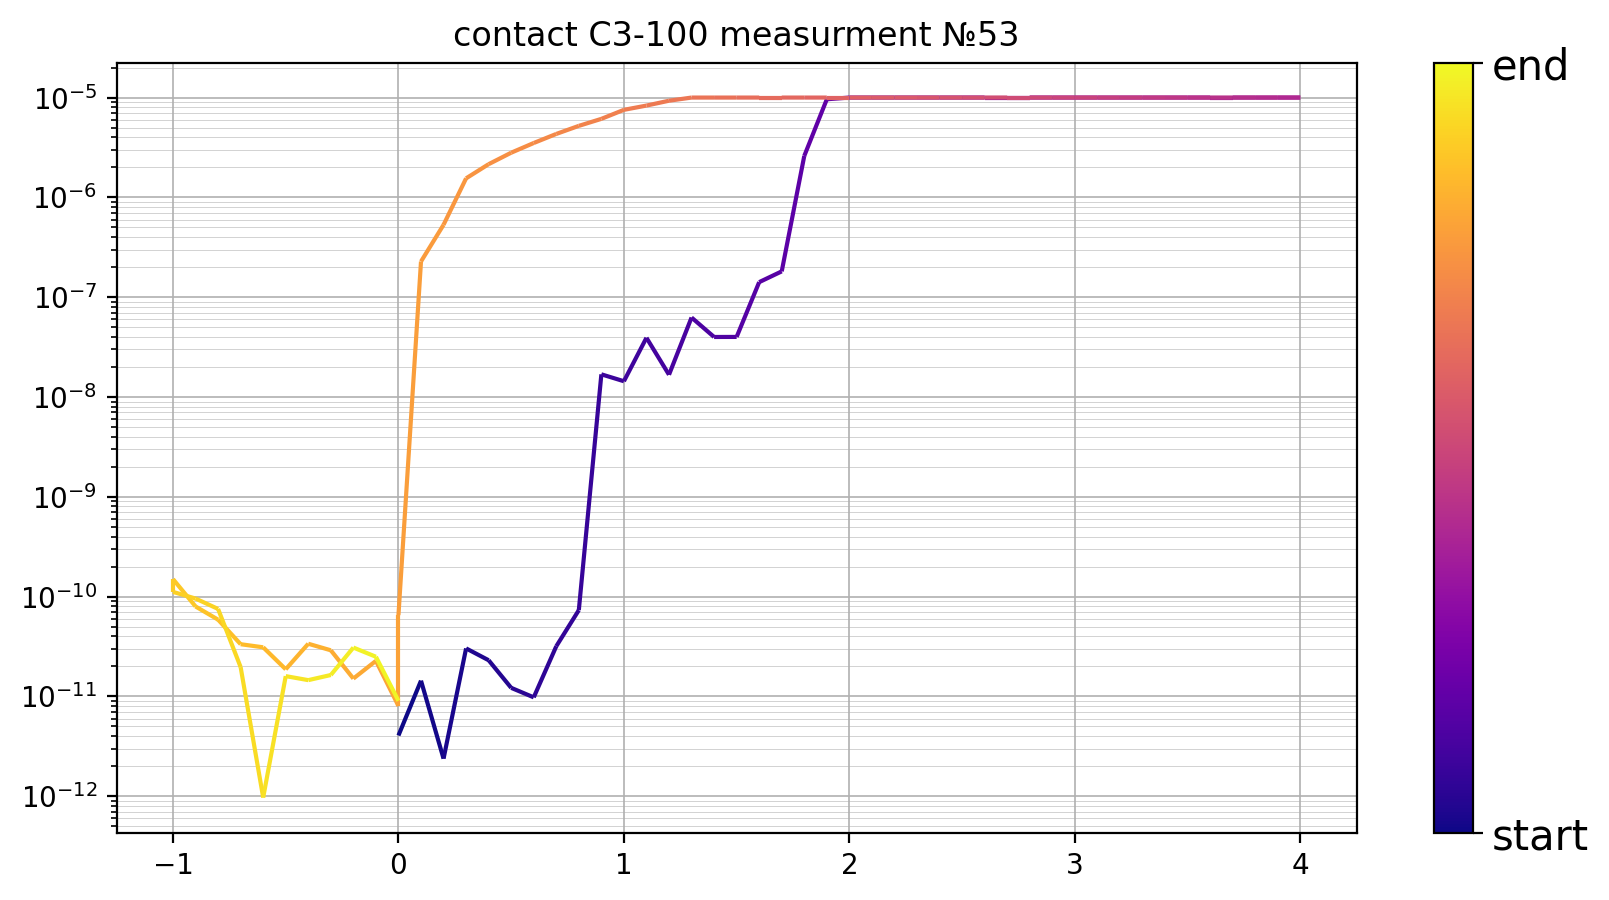 contact C3-100 measurment №53
10⁻⁵
10⁻⁶
10⁻⁷
10⁻⁸
10⁻⁹
10⁻¹⁰
10⁻¹¹
10⁻¹²
−1 0 1 2 3 4
end
start